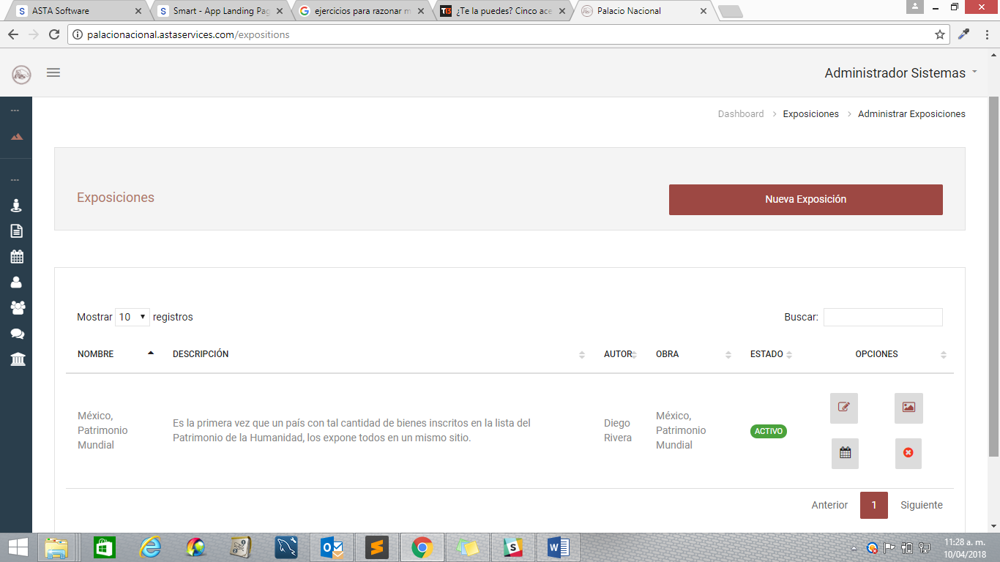 ASTA Software
Smart - App Landing Pag
ejercicios para razonar m
¿Te la puedes? Cinco ace
Palacio Nacional
palacionacional.astaservices.com/expositions
Administrador Sistemas
Dashboard > Exposiciones > Administrar Exposiciones
Exposiciones
Nueva Exposición
Mostrar 10 registros
Buscar:
NOMBRE DESCRIPCIÓN AUTOR OBRA ESTADO OPCIONES
México,
Patrimonio
Mundial
Es la primera vez que un país con tal cantidad de bienes inscritos en la lista del
Patrimonio de la Humanidad, los expone todos en un mismo sitio.
Diego
Rivera
México,
Patrimonio
Mundial
ACTIVO
Anterior 1 Siguiente
11:28 a. m.
10/04/2018